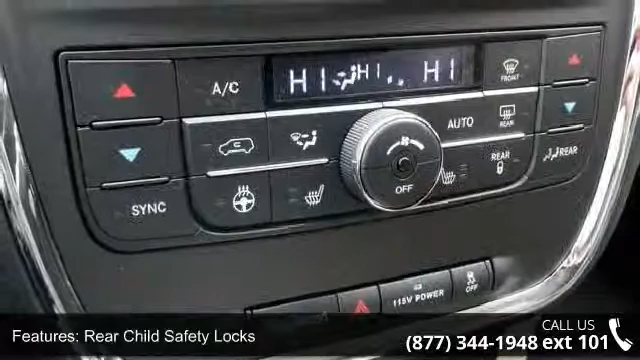 HI HI HI
A/C
FRONT
AUTO
REAR
REAR
REAR
SYNC
OFF
115V POWER
OFF
Features: Rear Child Safety Locks
CALL US
(877) 344-1948 ext 101